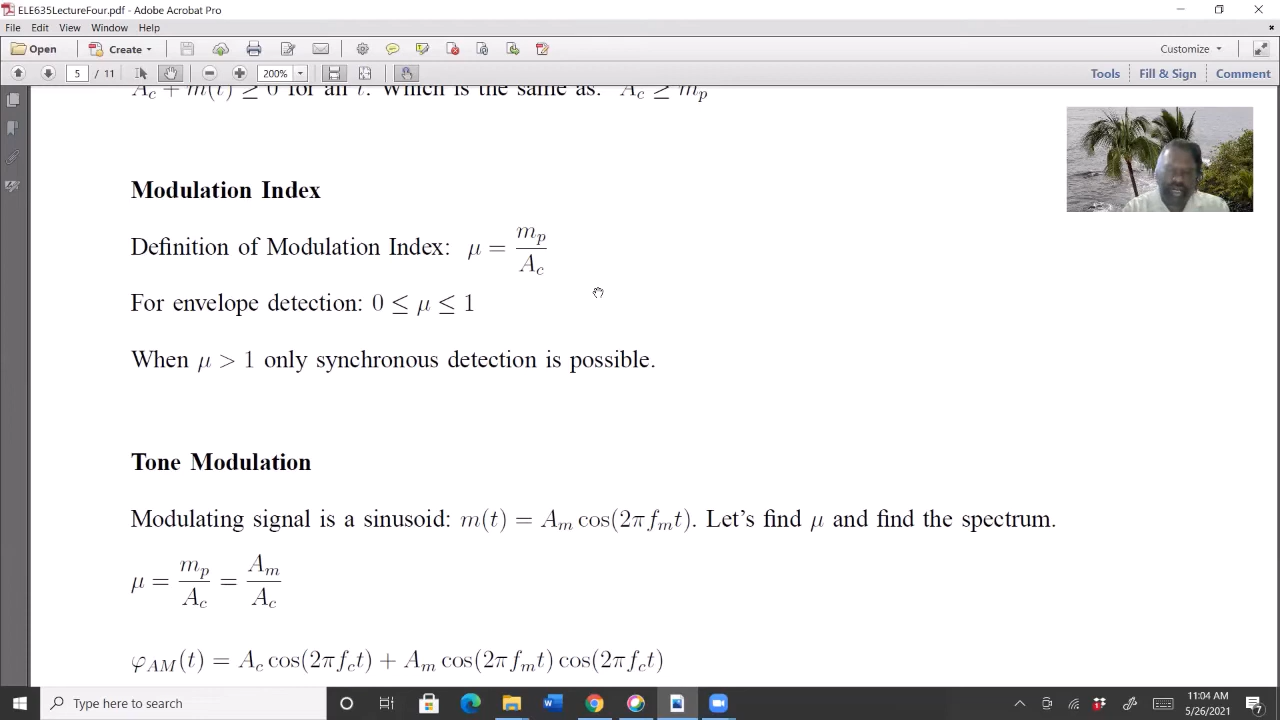 ELE635LectureFour.pdf - Adobe Acrobat Pro
File Edit View Window Help
Open Create Customize
5 / 11 200% Tools Fill & Sign Comment
A_c + m(t) ≥ 0 for all t. Which is the same as: A_c ≥ m_p
Modulation Index
Definition of Modulation Index: μ = m_p / A_c
For envelope detection: 0 ≤ μ ≤ 1
When μ > 1 only synchronous detection is possible.
Tone Modulation
Modulating signal is a sinusoid: m(t) = A_m cos(2πf_m t). Let's find μ and find the spectrum.
μ = m_p / A_c = A_m / A_c
φ_AM(t) = A_c cos(2πf_c t) + A_m cos(2πf_m t) cos(2πf_c t)
Type here to search
11:04 AM
5/26/2021
7